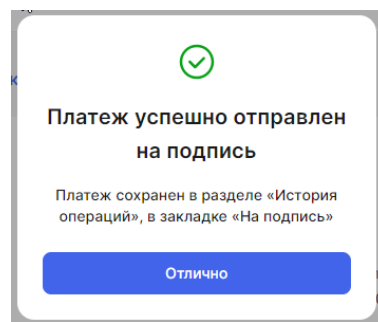 Платеж успешно отправлен
на подпись
Платеж сохранен в разделе «История
операций», в закладке «На подпись»
Отлично